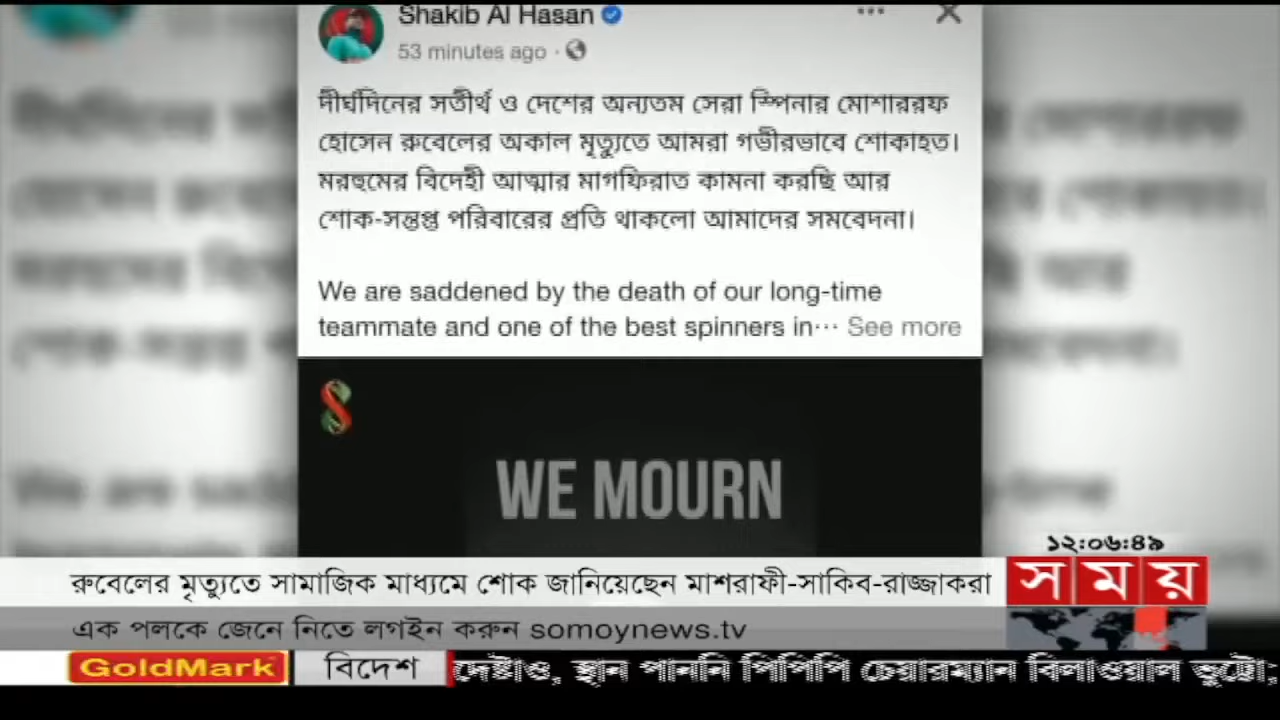 Shakib Al Hasan
53 minutes ago ·
দীর্ঘদিনের সতীর্থ ও দেশের অন্যতম সেরা স্পিনার মোশাররফ
হোসেন রুবেলের অকাল মৃত্যুতে আমরা গভীরভাবে শোকাহত।
মরহুমের বিদেহী আত্মার মাগফিরাত কামনা করছি আর
শোক-সন্তপ্ত পরিবারের প্রতি থাকলো আমাদের সমবেদনা।
We are saddened by the death of our long-time
teammate and one of the best spinners in... See more
WE MOURN
১২:০৬:৪৯
রুবেলের মৃত্যুতে সামাজিক মাধ্যমে শোক জানিয়েছেন মাশরাফী-সাকিব-রাজ্জাকরা
সময়
এক পলকে জেনে নিতে লগইন করুন somoynews.tv
GoldMark বিদেশ দেষ্টাও, স্থান পাননি পিপিপি চেয়ারম্যান বিলাওয়াল ভুট্টো;